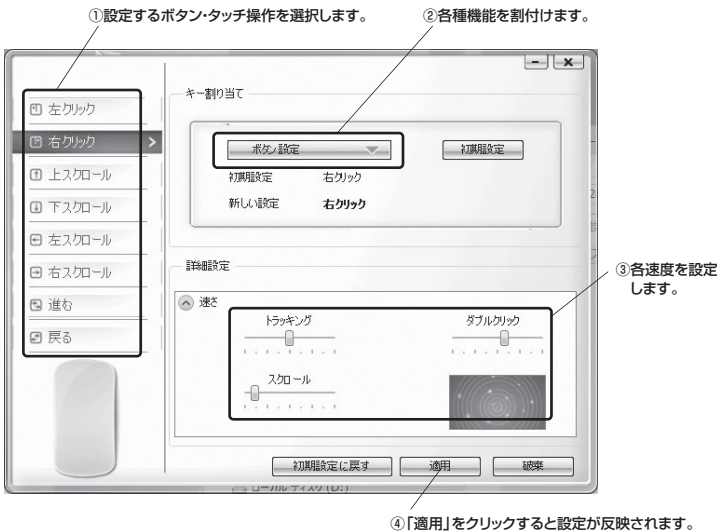 ①設定するボタン・タッチ操作を選択します。
②各種機能を割付けます。
左クリック
右クリック
上スクロール
下スクロール
左スクロール
右スクロール
進む
戻る
キー割り当て
ボタン設定
初期設定
初期設定 右クリック
新しい設定 右クリック
詳細設定
速さ
トラッキング
ダブルクリック
スクロール
③各速度を設定
します。
初期設定に戻す
適用
破棄
ローカル ディスク (D:)
④「適用」をクリックすると設定が反映されます。